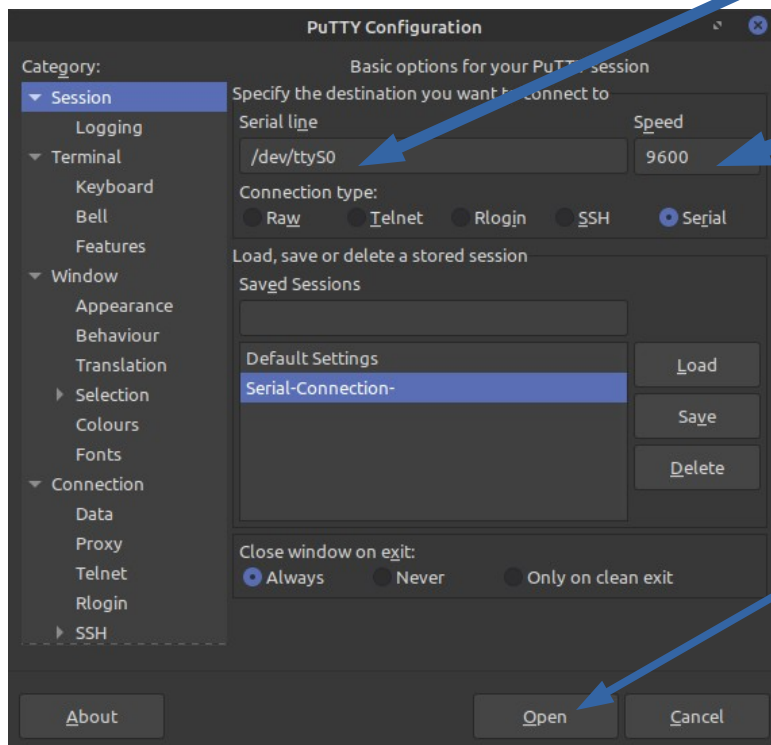 PuTTY Configuration
Category:
Session
Logging
Terminal
Keyboard
Bell
Features
Window
Appearance
Behaviour
Translation
Selection
Colours
Fonts
Connection
Data
Proxy
Telnet
Rlogin
SSH
Basic options for your PuTTY session
Specify the destination you want to connect to
Serial line Speed
/dev/ttyS0 9600
Connection type:
Raw Telnet Rlogin SSH Serial
Load, save or delete a stored session
Saved Sessions
Default Settings
Serial-Connection-
Load
Save
Delete
Close window on exit:
Always Never Only on clean exit
About Open Cancel